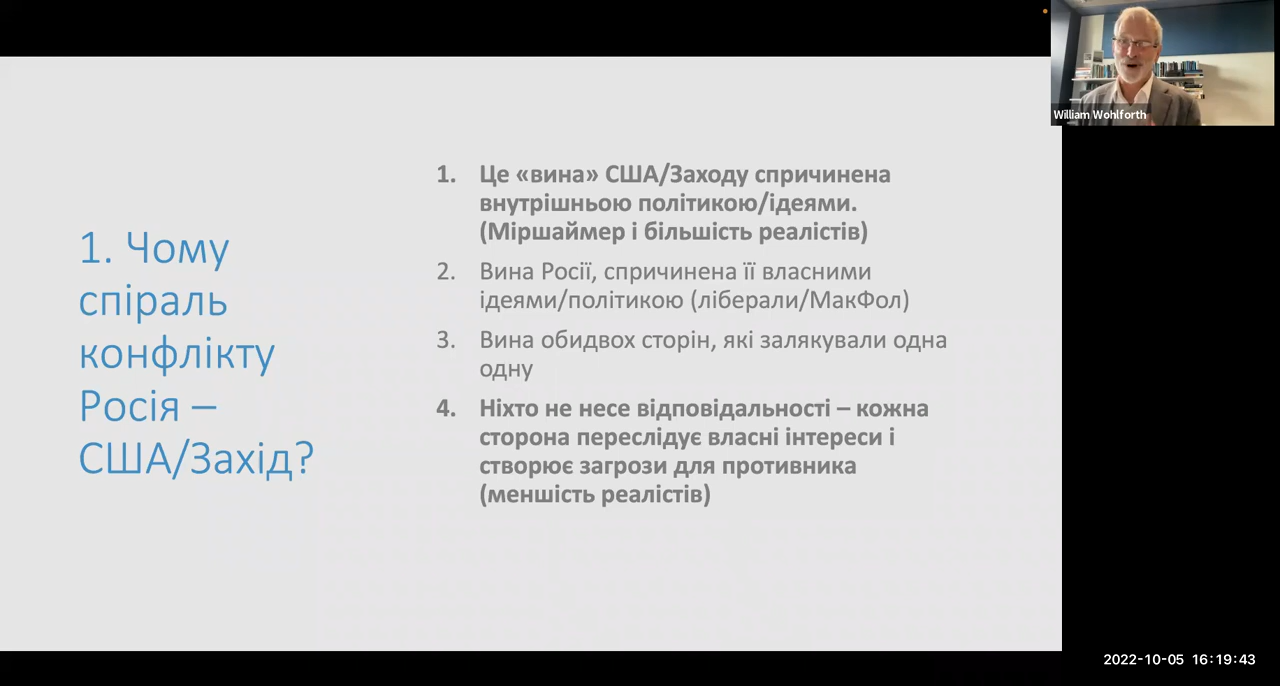 William Wohlforth
1. Чому
спіраль
конфлікту
Росія –
США/Захід?
1. Це «вина» США/Заходу спричинена
внутрішньою політикою/ідеями.
(Міршаймер і більшість реалістів)
2. Вина Росії, спричинена її власними
ідеями/політикою (ліберали/МакФол)
3. Вина обидвох сторін, які залякували одна
одну
4. Ніхто не несе відповідальності – кожна
сторона переслідує власні інтереси і
створює загрози для противника
(меншість реалістів)
2022-10-05 16:19:43